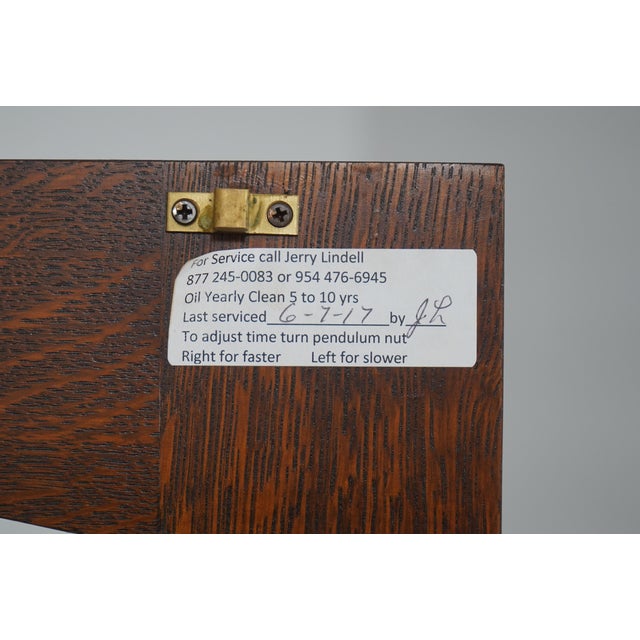 For Service call Jerry Lindell
877 245-0083 or 954 476-6945
Oil Yearly Clean 5 to 10 yrs
Last serviced 6-7-17 by JL
To adjust time turn pendulum nut
Right for faster Left for slower